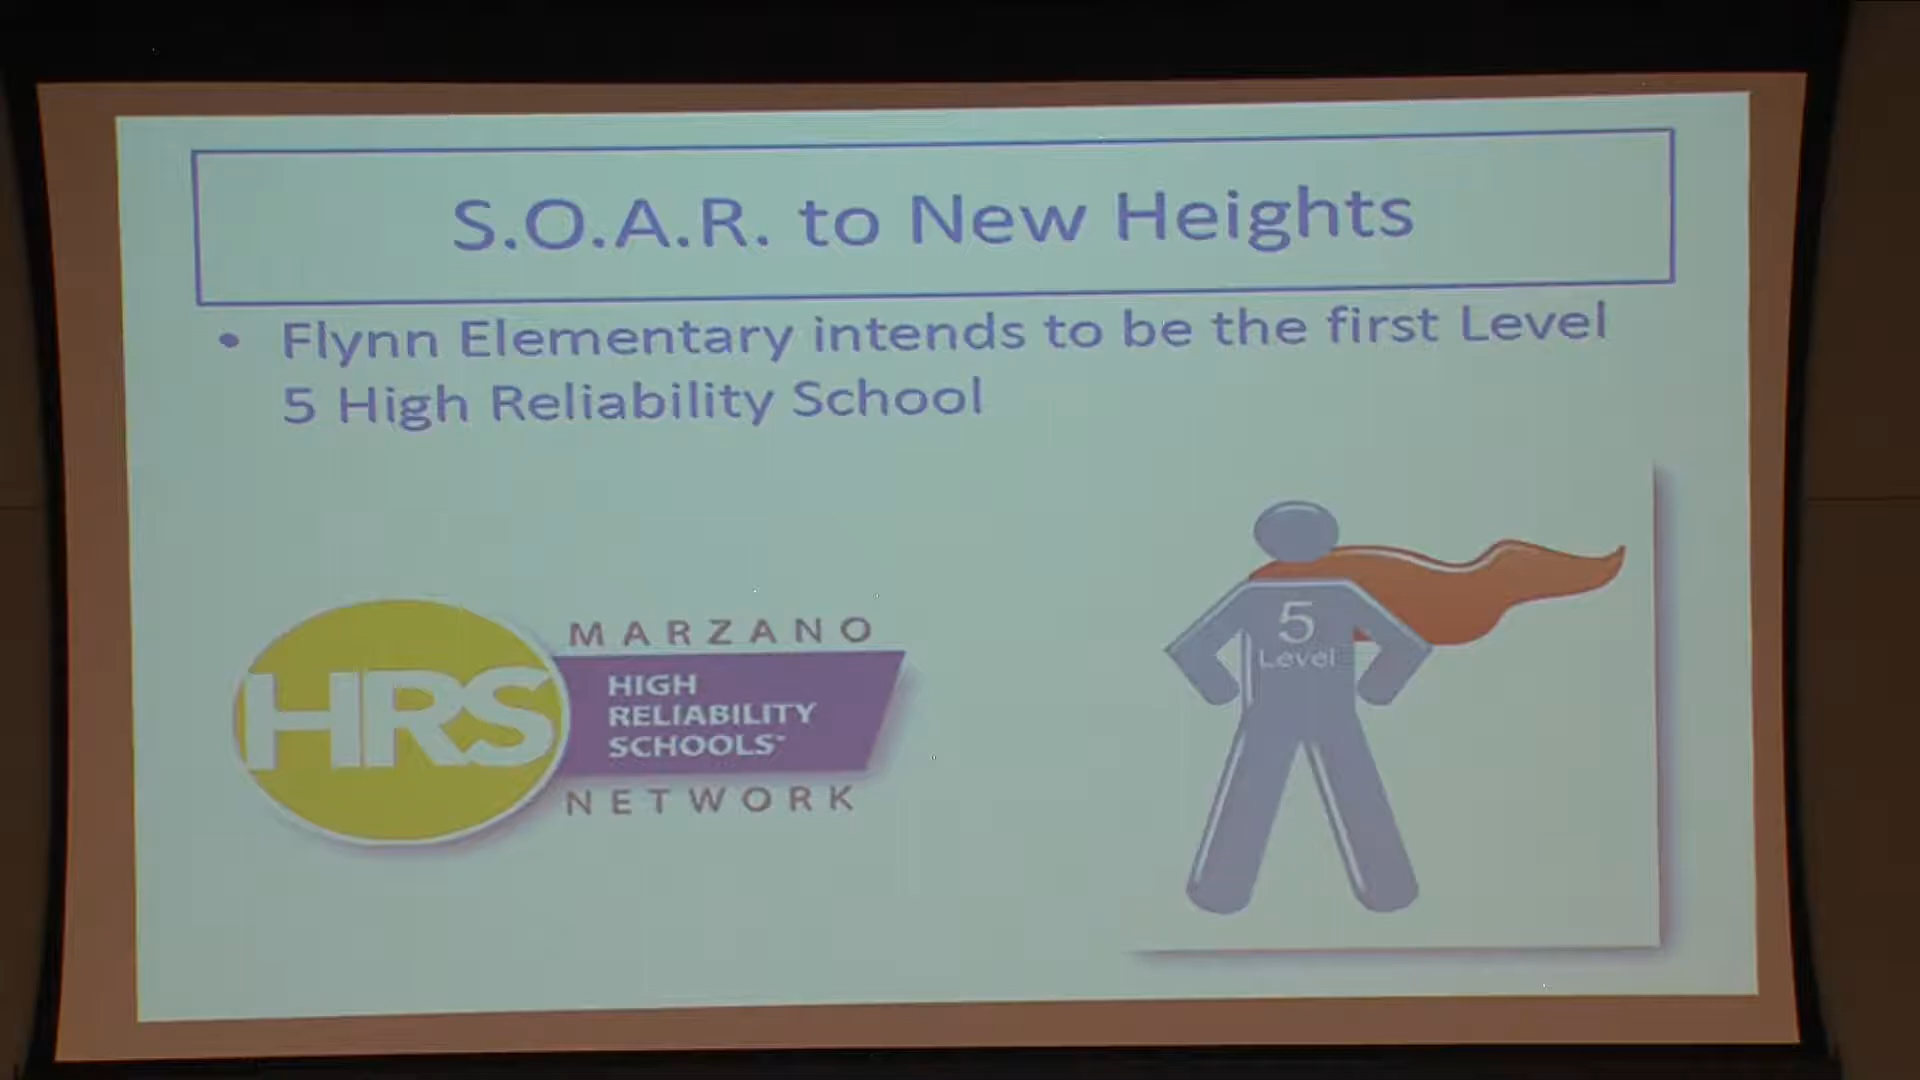 S.O.A.R. to New Heights
• Flynn Elementary intends to be the first Level
5 High Reliability School
HRS
MARZANO
HIGH
RELIABILITY
SCHOOLS™
NETWORK
5
Level